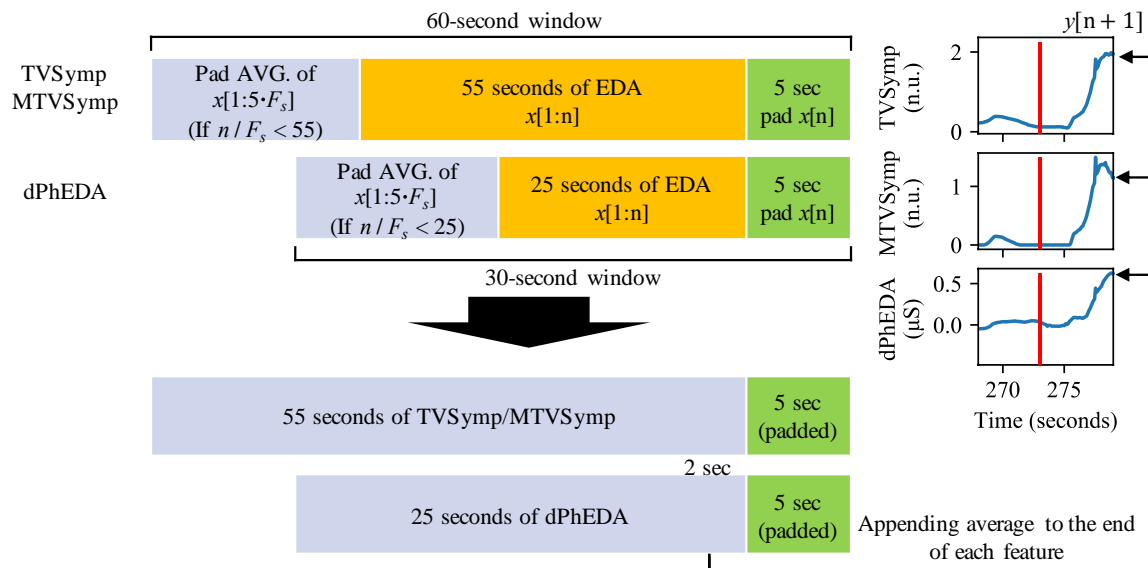 60-second window
TVSymp
MTVSymp
Pad AVG. of
x[1:5·Fs]
(If n / Fs < 55)
55 seconds of EDA
x[1:n]
5 sec
pad x[n]
dPhEDA
Pad AVG. of
x[1:5·Fs]
(If n / Fs < 25)
25 seconds of EDA
x[1:n]
5 sec
pad x[n]
30-second window
55 seconds of TVSymp/MTVSymp
5 sec
(padded)
2 sec
25 seconds of dPhEDA
5 sec
(padded)
y[n + 1]
TVSymp
(n.u.)
2
0
MTVSymp
(n.u.)
1
0
dPhEDA
(µS)
0.5
0.0
270 275
Time (seconds)
Appending average to the end
of each feature